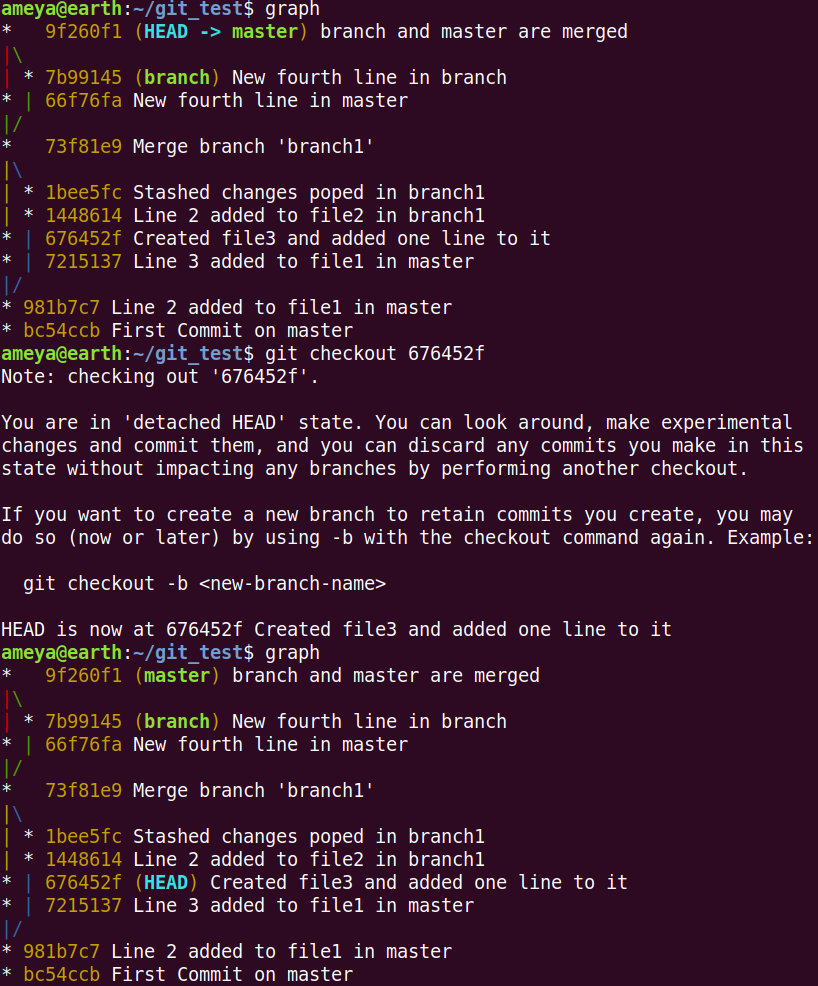 ameya@earth:~/git_test$ graph
*   9f260f1 (HEAD -> master) branch and master are merged
|\
| * 7b99145 (branch) New fourth line in branch
* | 66f76fa New fourth line in master
|/
*   73f81e9 Merge branch 'branch1'
|\
| * 1bee5fc Stashed changes poped in branch1
| * 1448614 Line 2 added to file2 in branch1
* | 676452f Created file3 and added one line to it
* | 7215137 Line 3 added to file1 in master
|/
* 981b7c7 Line 2 added to file1 in master
* bc54ccb First Commit on master
ameya@earth:~/git_test$ git checkout 676452f
Note: checking out '676452f'.

You are in 'detached HEAD' state. You can look around, make experimental
changes and commit them, and you can discard any commits you make in this
state without impacting any branches by performing another checkout.

If you want to create a new branch to retain commits you create, you may
do so (now or later) by using -b with the checkout command again. Example:

  git checkout -b <new-branch-name>

HEAD is now at 676452f Created file3 and added one line to it
ameya@earth:~/git_test$ graph
*   9f260f1 (master) branch and master are merged
|\
| * 7b99145 (branch) New fourth line in branch
* | 66f76fa New fourth line in master
|/
*   73f81e9 Merge branch 'branch1'
|\
| * 1bee5fc Stashed changes poped in branch1
| * 1448614 Line 2 added to file2 in branch1
* | 676452f (HEAD) Created file3 and added one line to it
* | 7215137 Line 3 added to file1 in master
|/
* 981b7c7 Line 2 added to file1 in master
* bc54ccb First Commit on master